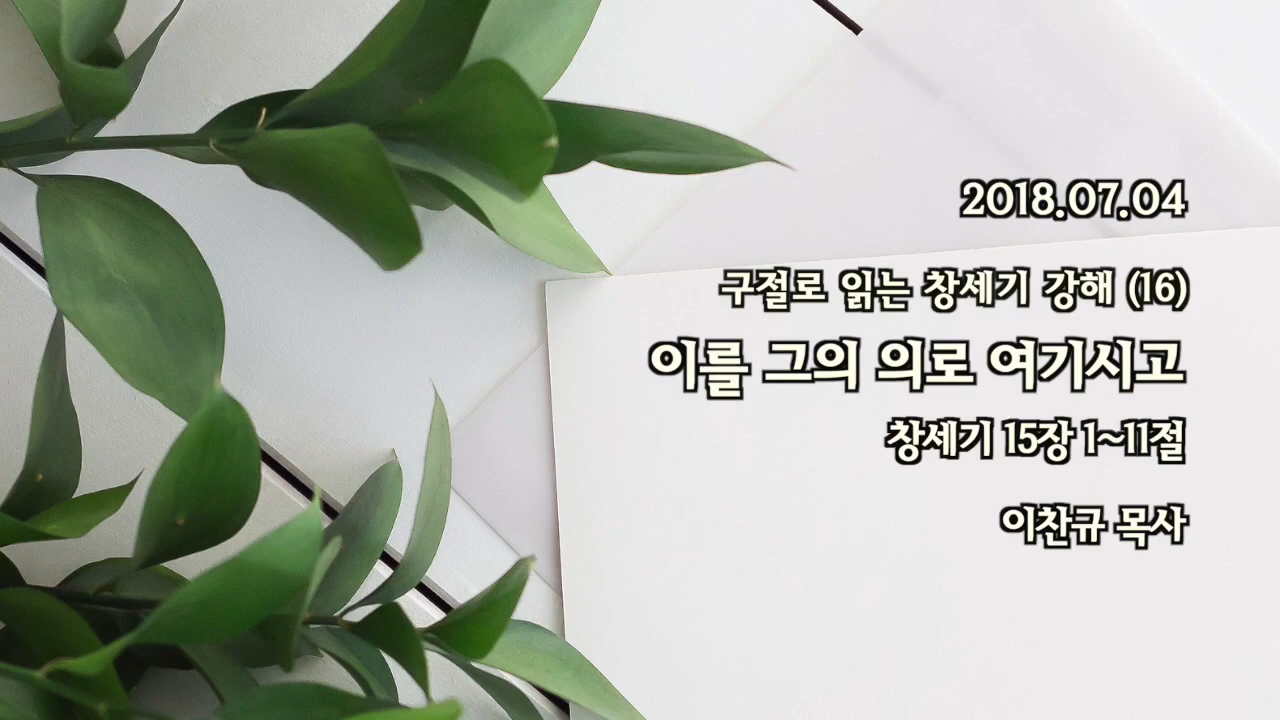 2018.07.04
구절로 읽는 창세기 강해 (16)
이를 그의 의로 여기시고
창세기 15장 1~11절
이찬규 목사